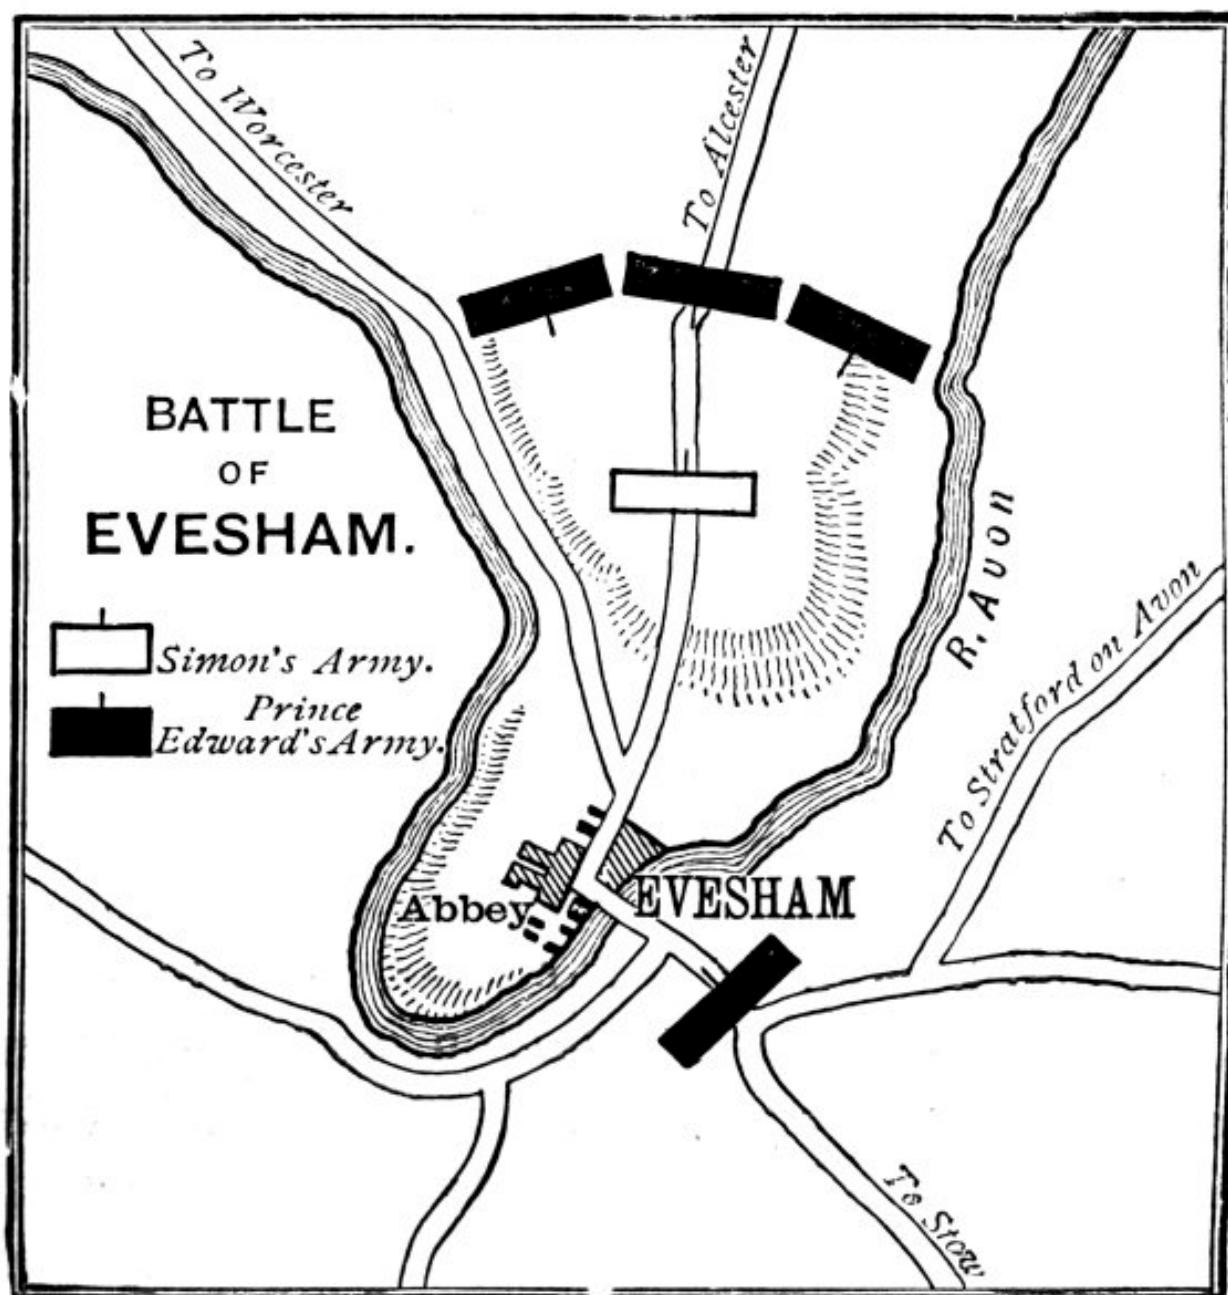 To Worcester
To Alcester
BATTLE
OF
EVESHAM.
R. Avon
Simon's Army.
Prince
Edward's Army.
To Stratford on Avon
Abbey
EVESHAM
To Stow